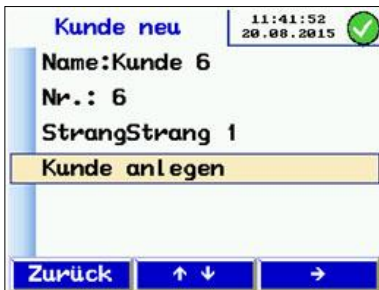 Kunde neu
11:41:52
20.08.2015
Name:Kunde 6
Nr.: 6
StrangStrang 1
Kunde anlegen
Zurück ↑ ↓ →